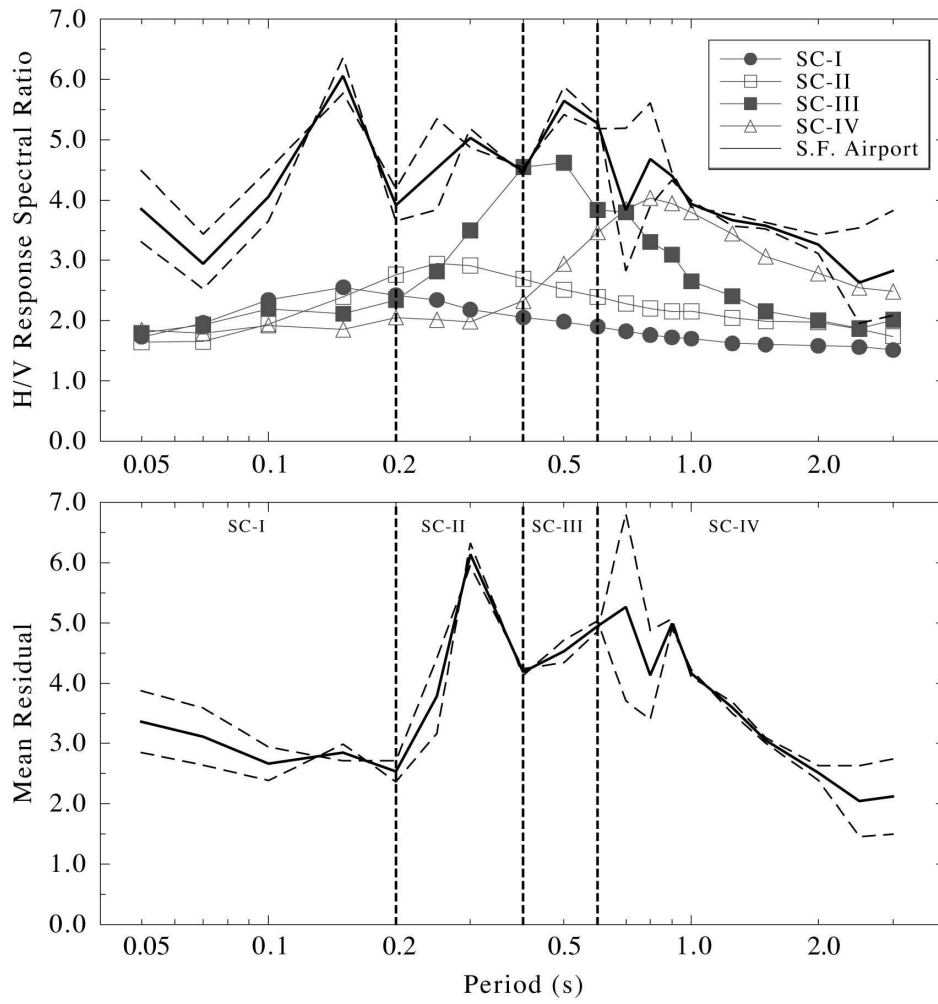 H/V Response Spectral Ratio
7.0
6.0
5.0
4.0
3.0
2.0
1.0
0.0
SC-I
SC-II
SC-III
SC-IV
S.F. Airport
0.05 0.1 0.2 0.5 1.0 2.0
Mean Residual
7.0
6.0
5.0
4.0
3.0
2.0
1.0
0.0
SC-I SC-II SC-III SC-IV
0.05 0.1 0.2 0.5 1.0 2.0
Period (s)